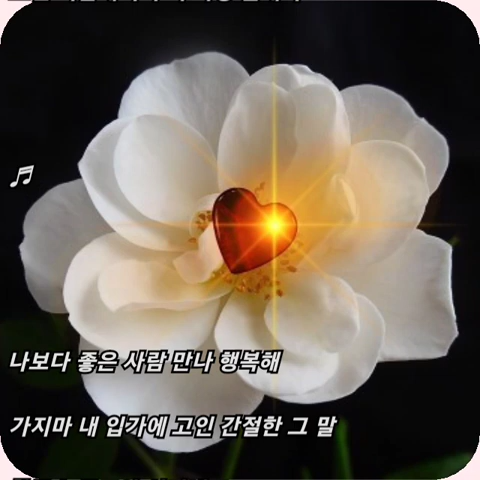 ♬
나보다 좋은 사람 만나 행복해
가지마 내 입가에 고인 간절한 그 말